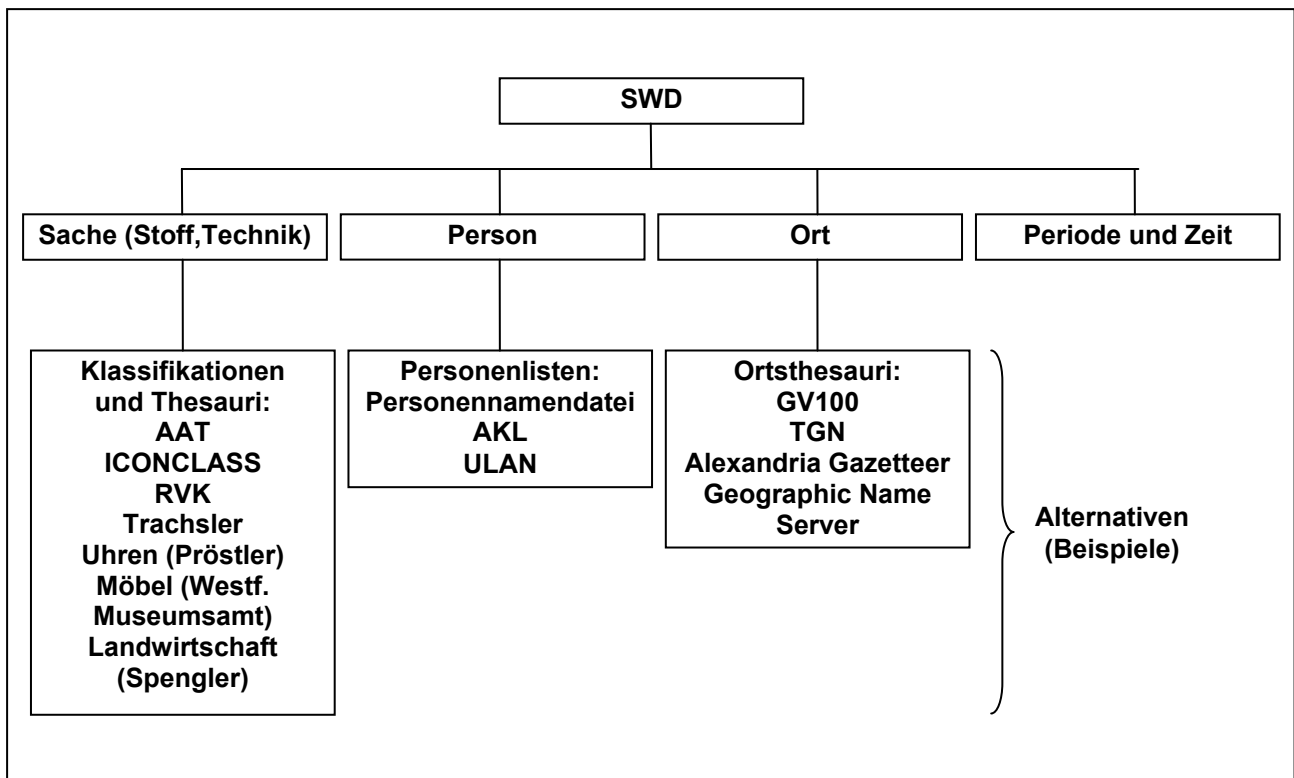 SWD
Sache (Stoff,Technik)
Person
Ort
Periode und Zeit
Klassifikationen
und Thesauri:
AAT
ICONCLASS
RVK
Trachsler
Uhren (Pröstler)
Möbel (Westf.
Museumsamt)
Landwirtschaft
(Spengler)
Personenlisten:
Personennamendatei
AKL
ULAN
Ortsthesauri:
GV100
TGN
Alexandria Gazetteer
Geographic Name
Server
Alternativen
(Beispiele)